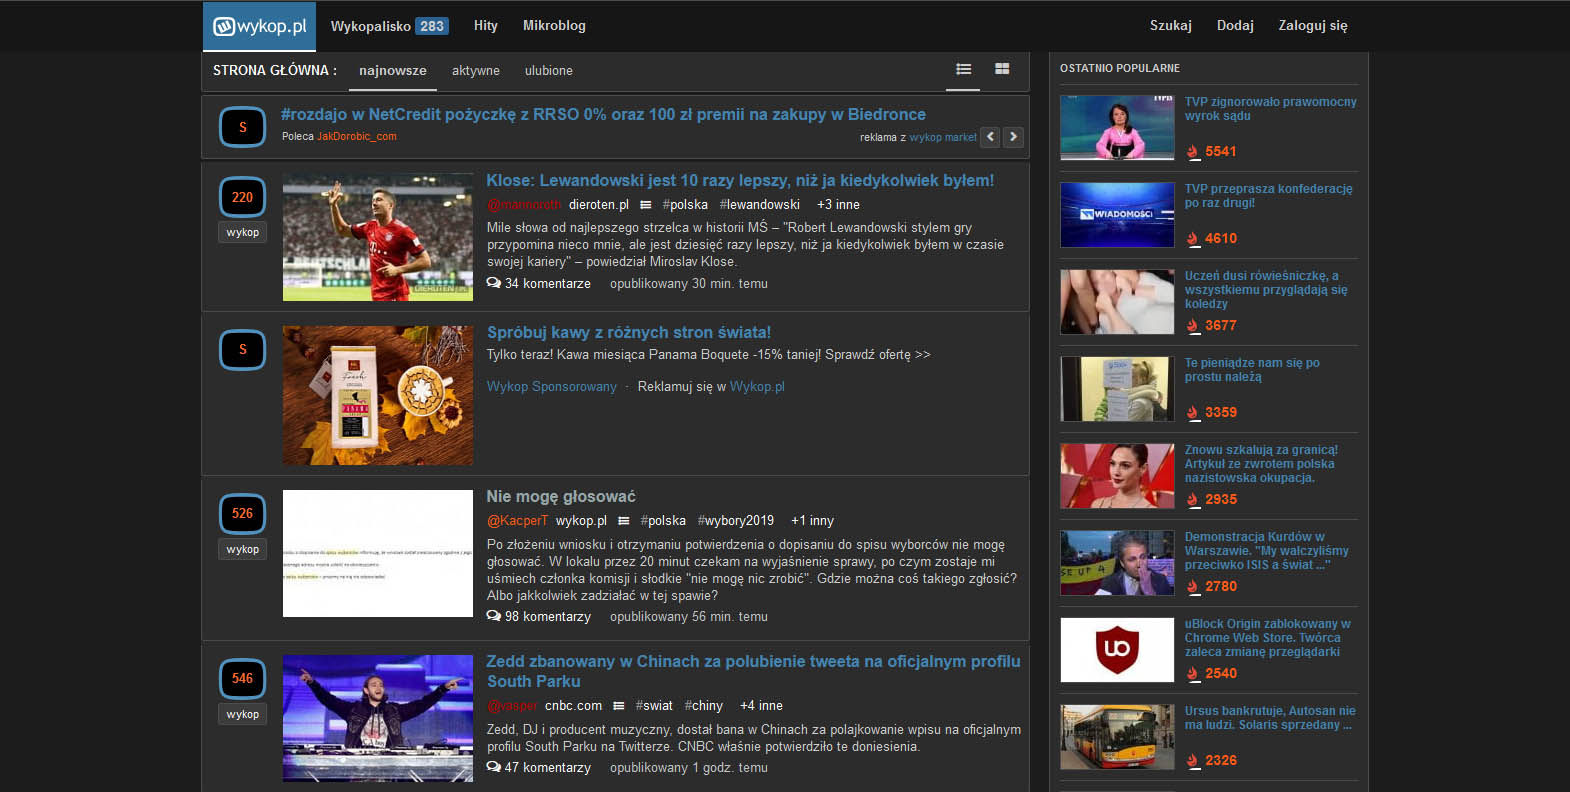 wykop.pl
Wykopalisko 283
Hity
Mikroblog
Szukaj
Dodaj
Zaloguj się
STRONA GŁÓWNA :
najnowsze
aktywne
ulubione
S
#rozdajo w NetCredit pożyczkę z RRSO 0% oraz 100 zł premii na zakupy w Biedronce
Poleca JakDorobic_com
reklama z wykop market
220
wykop
Klose: Lewandowski jest 10 razy lepszy, niż ja kiedykolwiek byłem!
dieroten.pl #polska #lewandowski +3 inne
Miłe słowa od najlepszego strzelca w historii MŚ – "Robert Lewandowski stylem gry
przypomina nieco mnie, ale jest dziesięć razy lepszy, niż ja kiedykolwiek byłem w czasie
swojej kariery" – powiedział Miroslav Klose.
34 komentarze opublikowany 30 min. temu
S
Spróbuj kawy z różnych stron świata!
Tylko teraz! Kawa miesiąca Panama Boquete -15% taniej! Sprawdź ofertę >>
Wykop Sponsorowany · Reklamuj się w Wykop.pl
526
wykop
Nie mogę głosować
@KacperT wykop.pl #polska #wybory2019 +1 inny
Po złożeniu wniosku i otrzymaniu potwierdzenia o dopisaniu do spisu wyborców nie mogę
głosować. W lokalu przez 20 minut czekam na wyjaśnienie sprawy, po czym zostaje mi
uśmiech członka komisji i słodkie "nie mogę nic zrobić". Gdzie można coś takiego zgłosić?
Albo jakkolwiek zadziałać w tej spawie?
98 komentarzy opublikowany 56 min. temu
546
wykop
Zedd zbanowany w Chinach za polubienie tweeta na oficjalnym profilu
South Parku
@vasper cnbc.com #swiat #chiny +4 inne
Zedd, DJ i producent muzyczny, dostał bana w Chinach za polajkowanie wpisu na oficjalnym
profilu South Parku na Twitterze. CNBC właśnie potwierdziło te doniesienia.
47 komentarzy opublikowany 1 godz. temu
OSTATNIO POPULARNE
TVP zignorowało prawomocny
wyrok sądu
5541
WIADOMOŚCI
TVP przeprasza konfederację
po raz drugi!
4610
Uczeń dusi rówieśniczkę, a
wszystkiemu przyglądają się
koledzy
3677
Te pieniądze nam się po
prostu należą
3359
Znowu szkalują za granicą!
Artykuł ze zwrotem polska
nazistowska okupacja.
2935
Demonstracja Kurdów w
Warszawie. "My walczyliśmy
przeciwko ISIS a świat ..."
2780
uBlock Origin zablokowany w
Chrome Web Store. Twórca
zaleca zmianę przeglądarki
2540
Ursus bankrutuje, Autosan nie
ma ludzi. Solaris sprzedany ...
2326